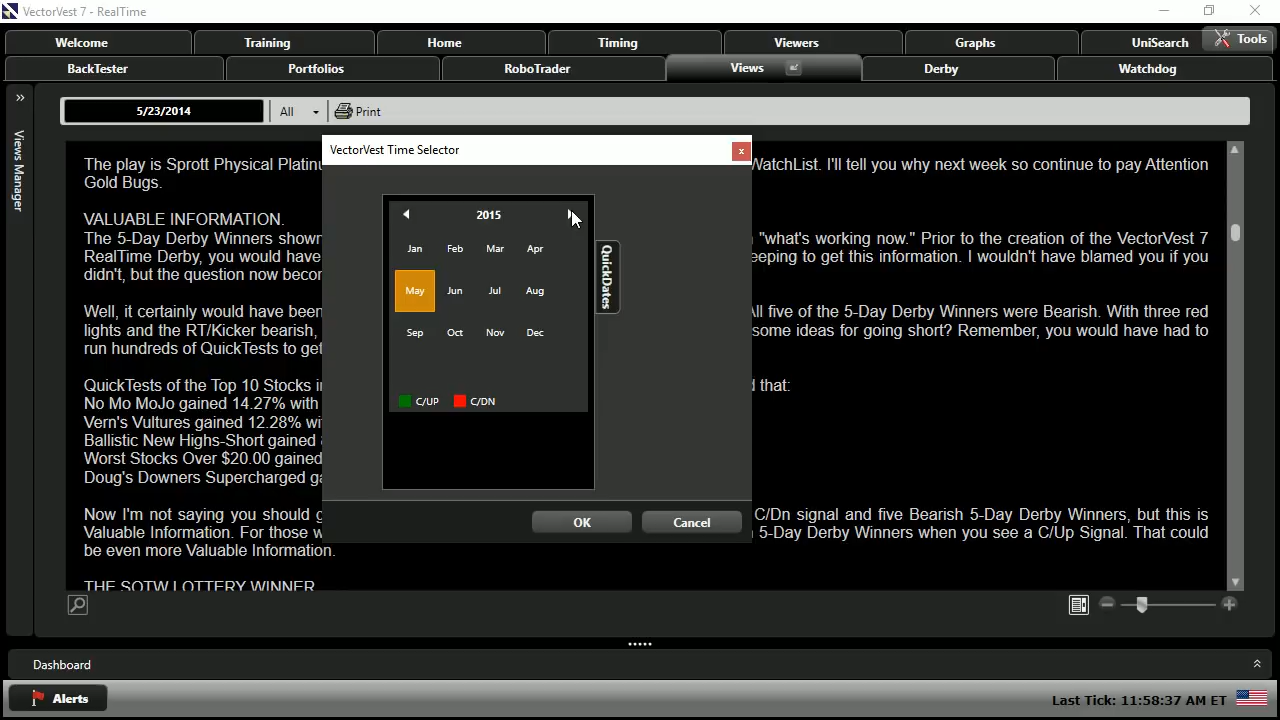 VectorVest 7 - RealTime
Welcome
Training
Home
Timing
Viewers
Graphs
UniSearch
Tools
BackTester
Portfolios
RoboTrader
Views
Derby
Watchdog
Views Manager
5/23/2014
All
Print
VectorVest Time Selector
x
2015
Jan Feb Mar Apr
May Jun Jul Aug
Sep Oct Nov Dec
C/UP C/DN
QuickDates
OK
Cancel
The play is Sprott Physical WatchList. I'll tell you why next week so continue to pay Attention
Gold Bugs.
VALUABLE INFORMATION.
The 5-Day Derby Winners shown "what's working now." Prior to the creation of the VectorVest 7
RealTime Derby, you would have to get this information. I wouldn't have blamed you if you
didn't, but the question now
Well, it certainly would have been All five of the 5-Day Derby Winners were Bearish. With three red
lights and the RT/Kicker bearish, some ideas for going short? Remember, you would have had to
run hundreds of QuickTests to get
QuickTests of the Top 10 Stocks that:
No Mo MoJo gained 14.27% with
Vern's Vultures gained 12.28%
Ballistic New Highs-Short gained
Worst Stocks Over $20.00 gained
Doug's Downers Supercharged
Now I'm not saying you should C/Dn signal and five Bearish 5-Day Derby Winners, but this is
Valuable Information. For those 5-Day Derby Winners when you see a C/Up Signal. That could
be even more Valuable Information.
THE SOTW LOTTERY WINNER
Dashboard
Alerts
Last Tick: 11:58:37 AM ET